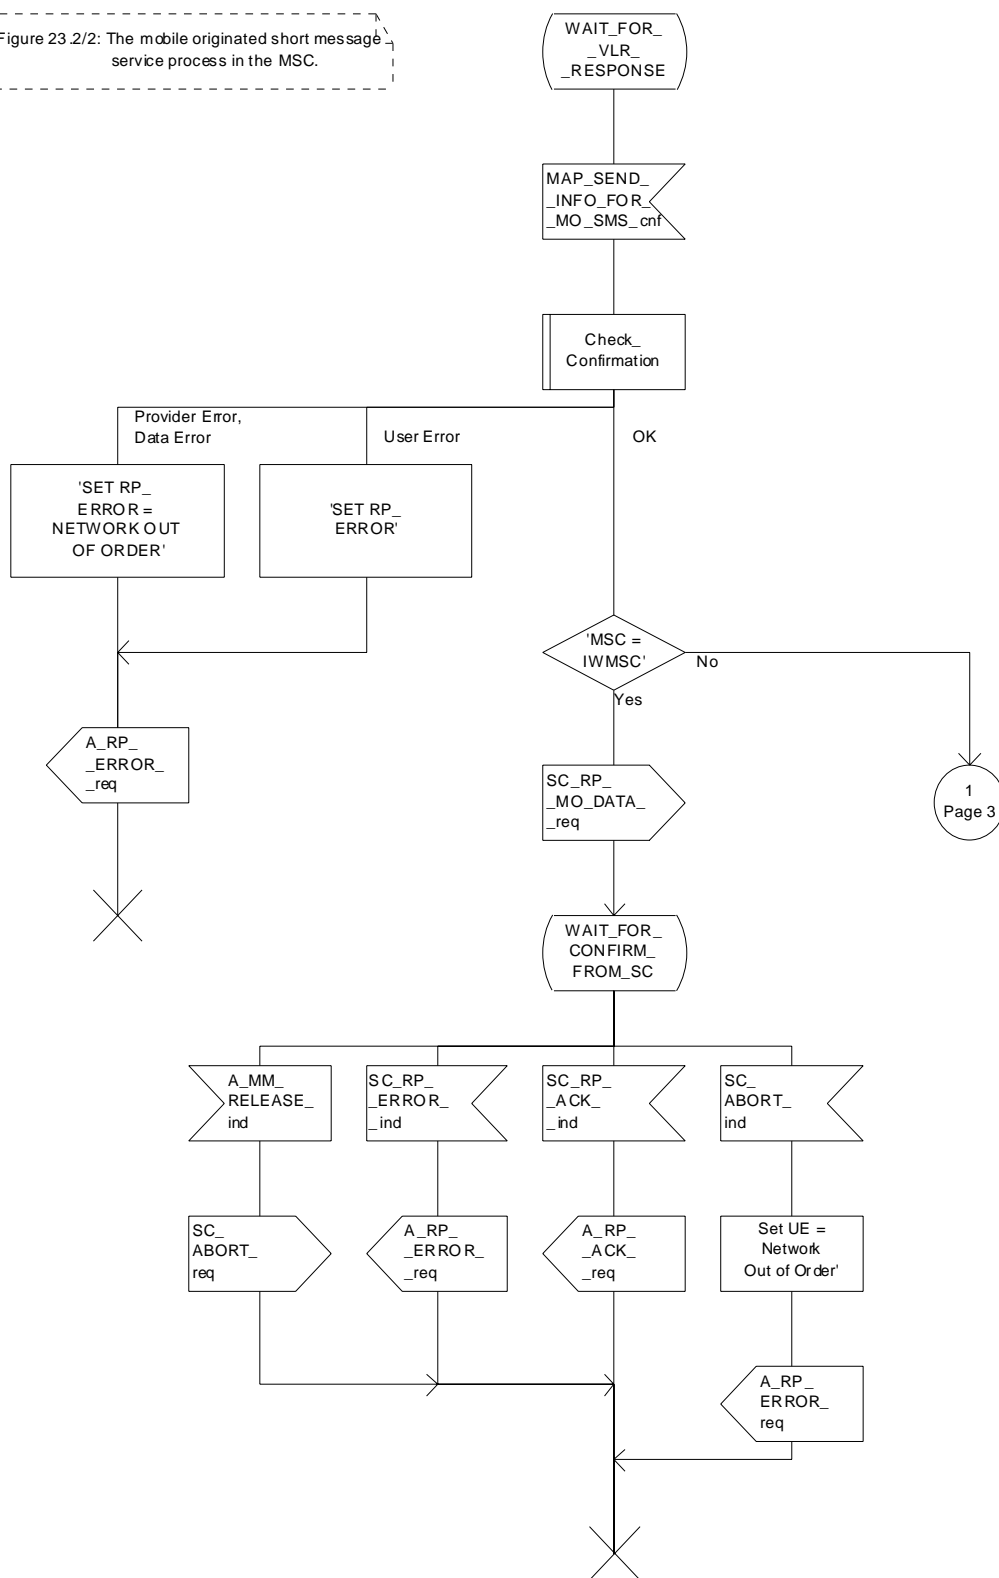 Figure 23.2/2: The mobile originated short message
service process in the MSC.
WAIT_FOR_
_VLR_
_RESPONSE
MAP_SEND_
_INFO_FOR_
_MO_SMS_cnf
Check_
Confirmation
Provider Error,
Data Error
User Error
OK
'SET RP_
ERROR =
NETWORK OUT
OF ORDER'
'SET RP_
ERROR'
'MSC =
IWMSC'
No
Yes
A_RP_
_ERROR_
_req
SC_RP_
_MO_DATA_
_req
1
Page 3
WAIT_FOR_
CONFIRM_
FROM_SC
A_MM_
RELEASE_
ind
SC_RP_
_ERROR_
_ind
SC_RP_
_ACK_
_ind
SC_
ABORT_
ind
SC_
ABORT_
req
A_RP_
_ERROR_
_req
A_RP_
_ACK_
_req
Set UE =
Network
Out of Order'
A_RP_
ERROR_
req